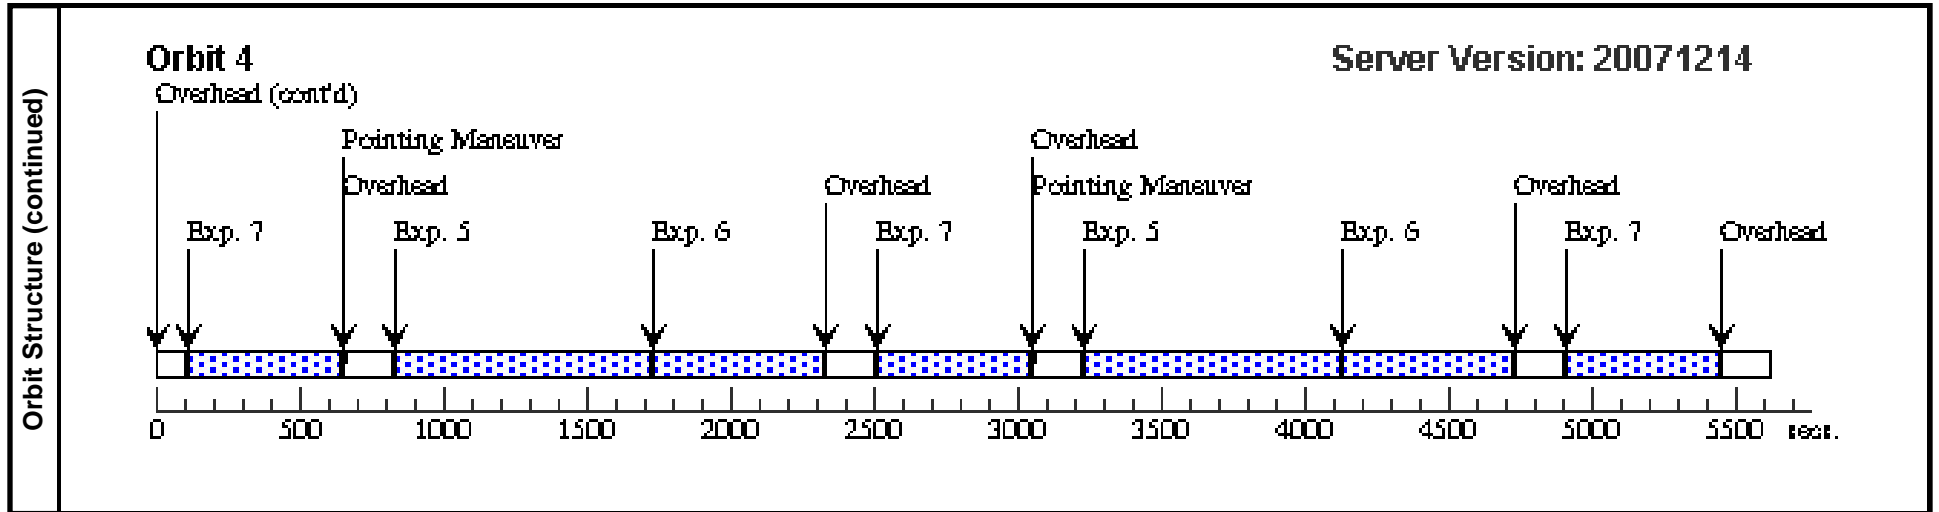 Orbit Structure (continued)
Orbit 4
Server Version: 20071214
Overhead (cont'd)
Pointing Maneuver
Overhead
Overhead
Overhead
Pointing Maneuver
Overhead
Exp. 7
Exp. 5
Exp. 6
Exp. 7
Exp. 5
Exp. 6
Exp. 7
Overhead
0 500 1000 1500 2000 2500 3000 3500 4000 4500 5000 5500 secs.